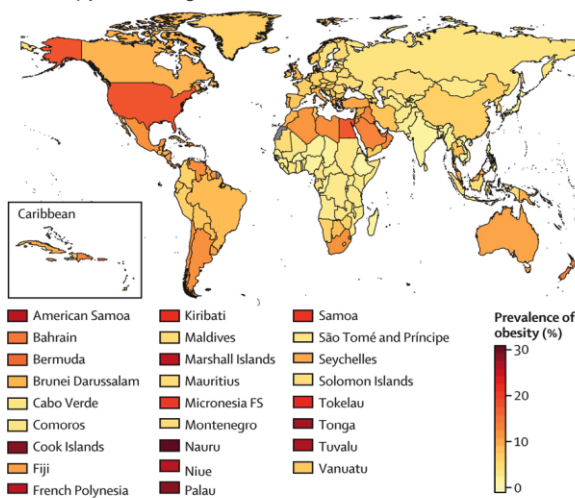 Caribbean
American Samoa
Bahrain
Bermuda
Brunei Darussalam
Cabo Verde
Comoros
Cook Islands
Fiji
French Polynesia
Kiribati
Maldives
Marshall Islands
Mauritius
Micronesia FS
Montenegro
Nauru
Niue
Palau
Samoa
São Tomé and Príncipe
Seychelles
Solomon Islands
Tokelau
Tonga
Tuvalu
Vanuatu
Prevalence of
obesity (%)
30
20
10
0